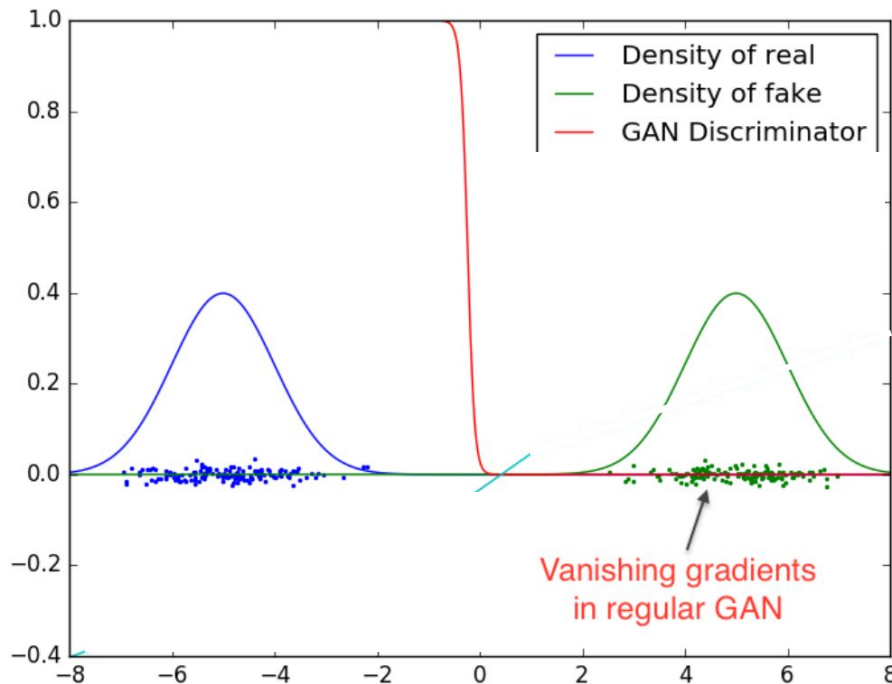 1.0
0.8
0.6
0.4
0.2
0.0
−0.2
−0.4
Density of real
Density of fake
GAN Discriminator
Vanishing gradients
in regular GAN
−8 −6 −4 −2 0 2 4 6 8